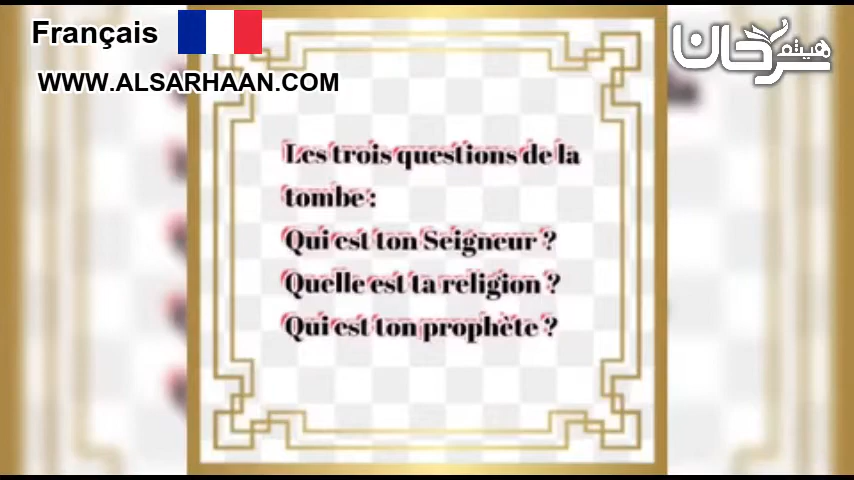 Français
WWW.ALSARHAAN.COM
هيثم
سرحان
Les trois questions de la
tombe :
Qui est ton Seigneur ?
Quelle est ta religion ?
Qui est ton prophète ?